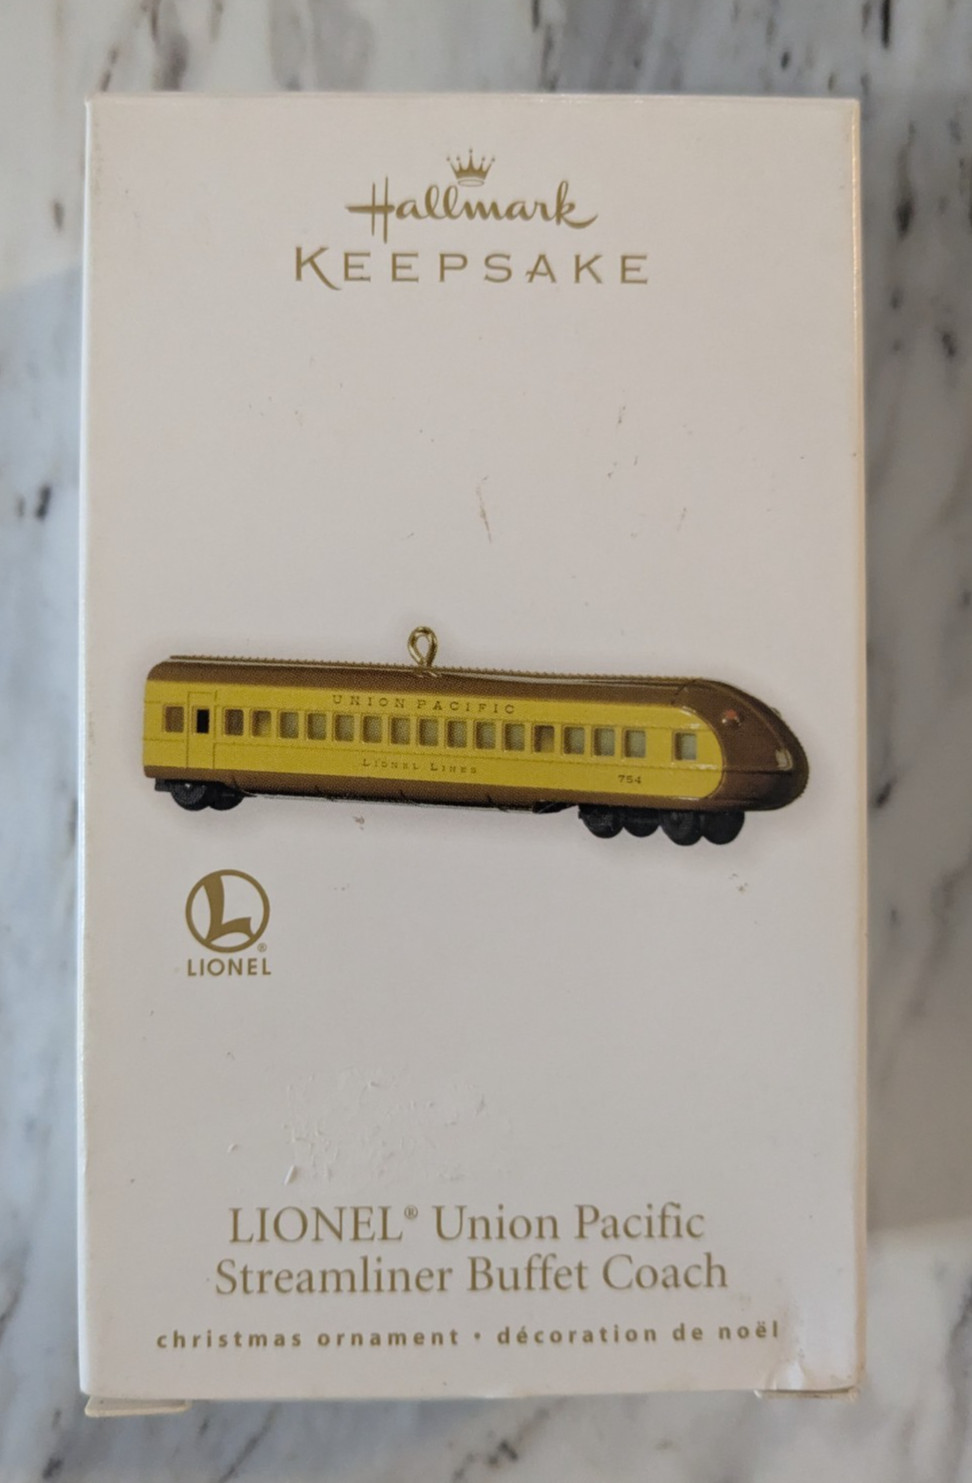 Hallmark
KEEPSAKE
UNION PACIFIC
LIONEL LINES
754
L®
LIONEL
LIONEL® Union Pacific
Streamliner Buffet Coach
christmas ornament • décoration de noël